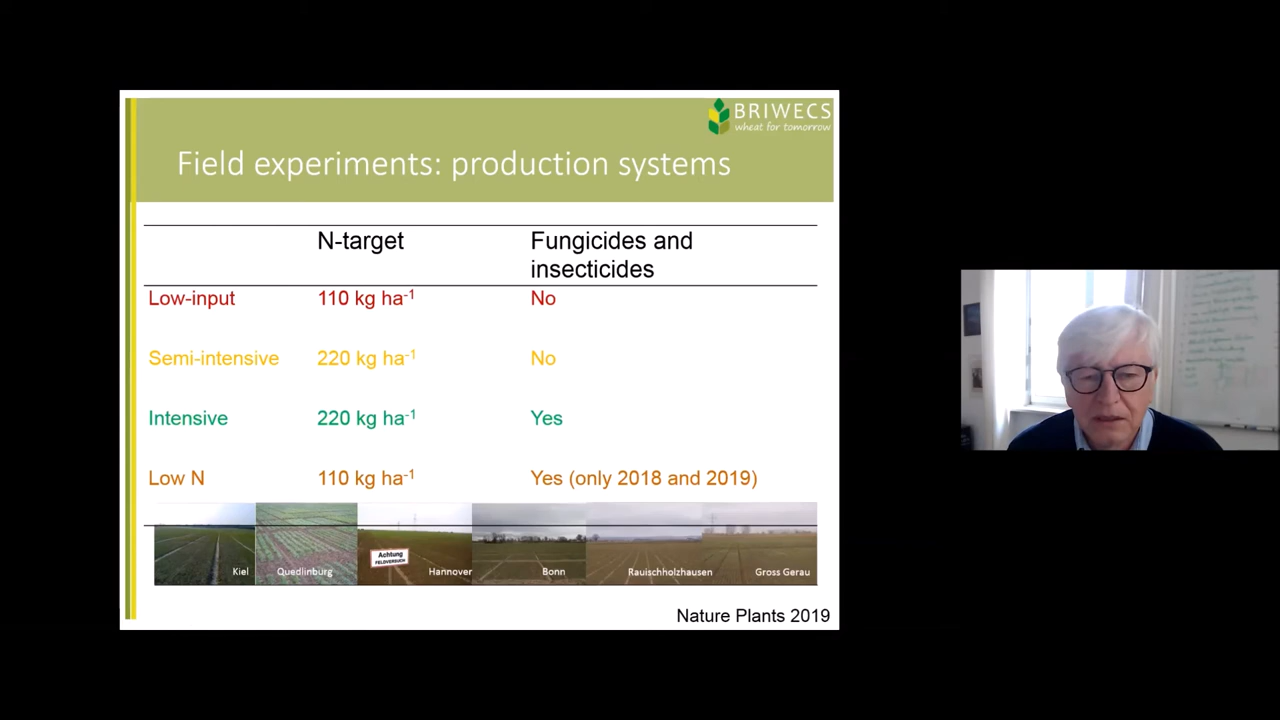 BRIWECS
wheat for tomorrow
Field experiments: production systems
N-target Fungicides and
insecticides
Low-input 110 kg ha-1 No
Semi-intensive 220 kg ha-1 No
Intensive 220 kg ha-1 Yes
Low N 110 kg ha-1 Yes (only 2018 and 2019)
Achtung
FELDVERSUCH
Kiel Quedlinburg Hannover Bonn Rauischholzhausen Gross Gerau
Nature Plants 2019